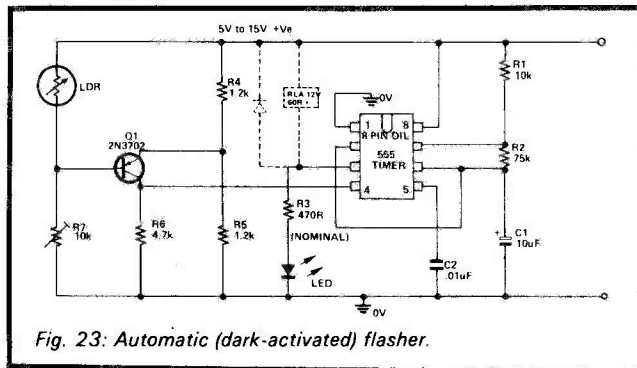 5V to 15V +Ve
LDR
R4
1.2k
RLA 12V
60R +
0V
R1
10k
Q1
2N3702
1
8
8 PIN DIL
555
TIMER
4
5
R2
75k
R3
470R
(NOMINAL)
R7
10k
R6
4.7k
R5
1.2k
LED
C2
.01uF
+
C1
10uF
0V
Fig. 23: Automatic (dark-activated) flasher.